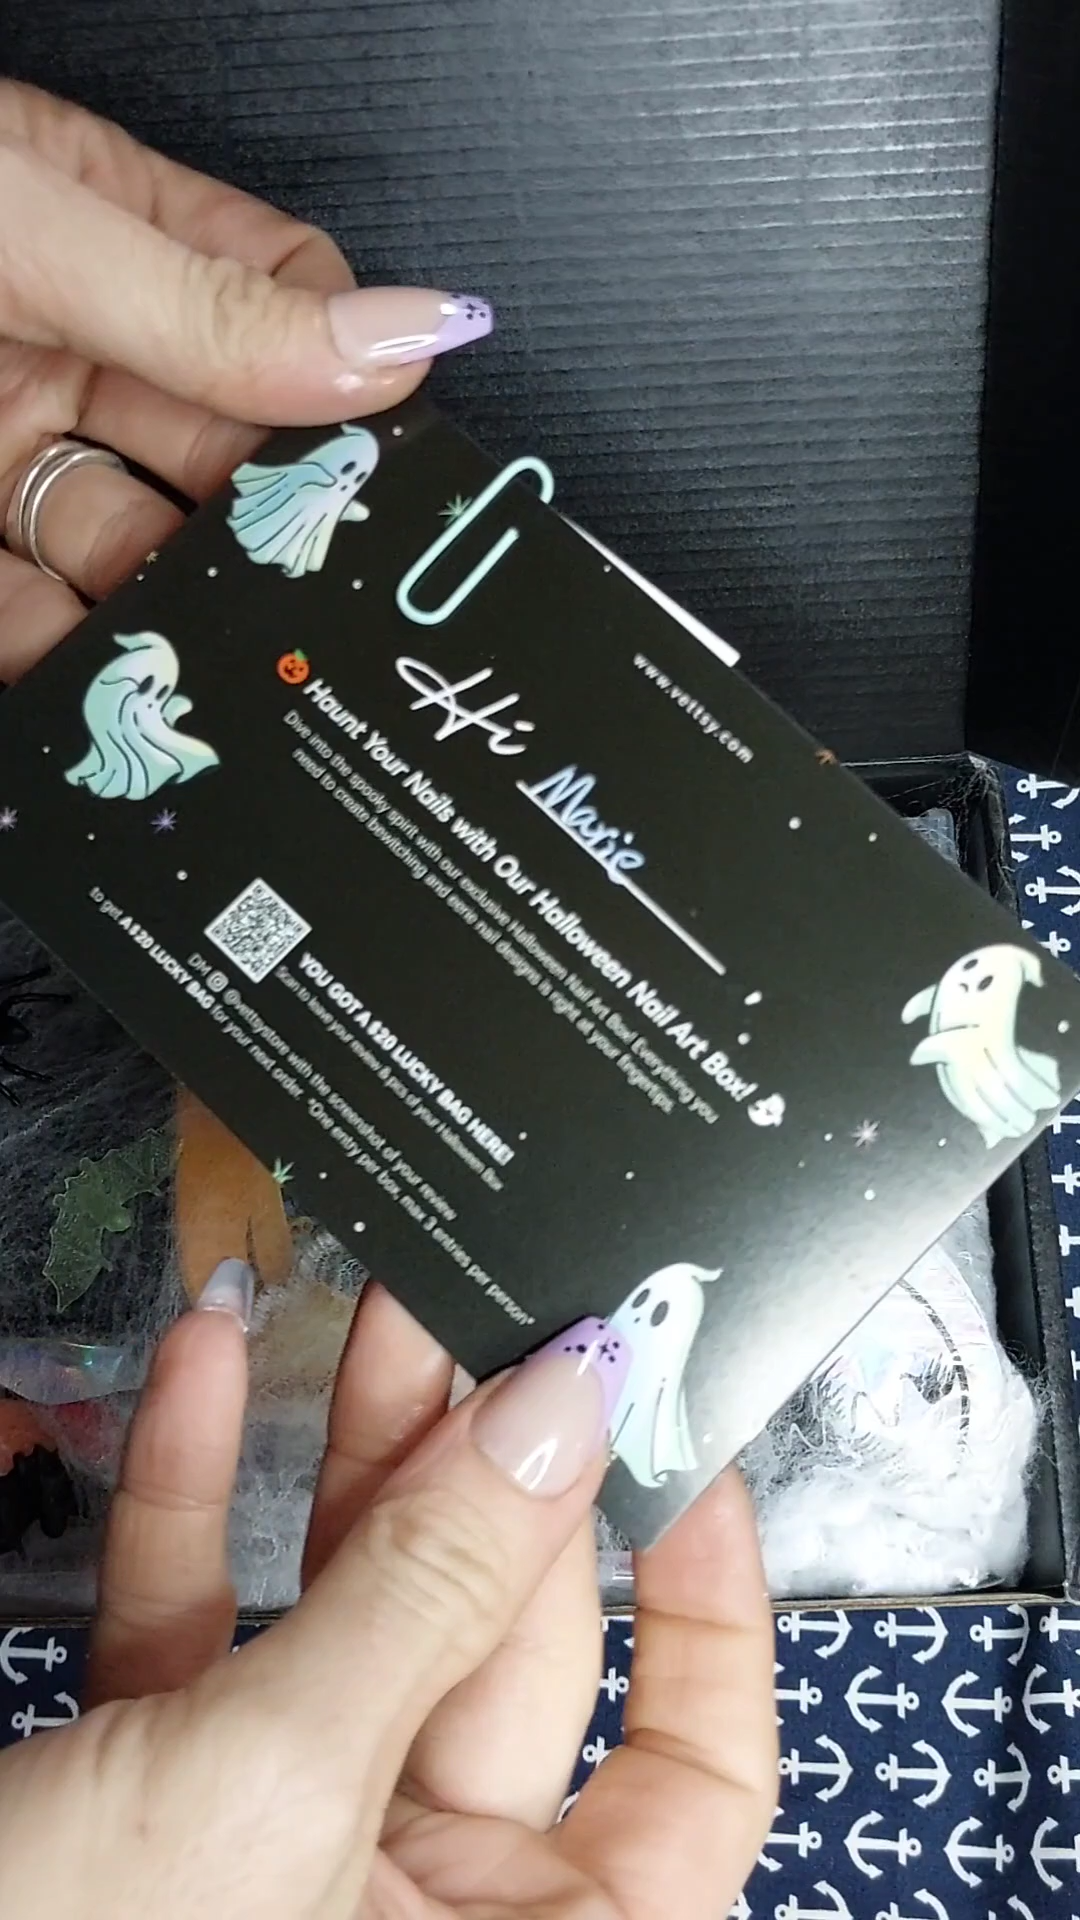 www.vettsy.com
Hi Marie
🎃 Haunt Your Nails with Our Halloween Nail Art Box! 👻
Dive into the spooky spirit with our exclusive Halloween Nail Art Box! Everything you
need to create bewitching and eerie nail designs is right at your fingertips.
YOU GOT A $20 LUCKY BAG HERE!
Scan to leave your review & pics of your Halloween Box
DM @vettsystore with the screenshot of your review
to get A $20 LUCKY BAG for your next order. *One entry per box, max 3 entries per person*